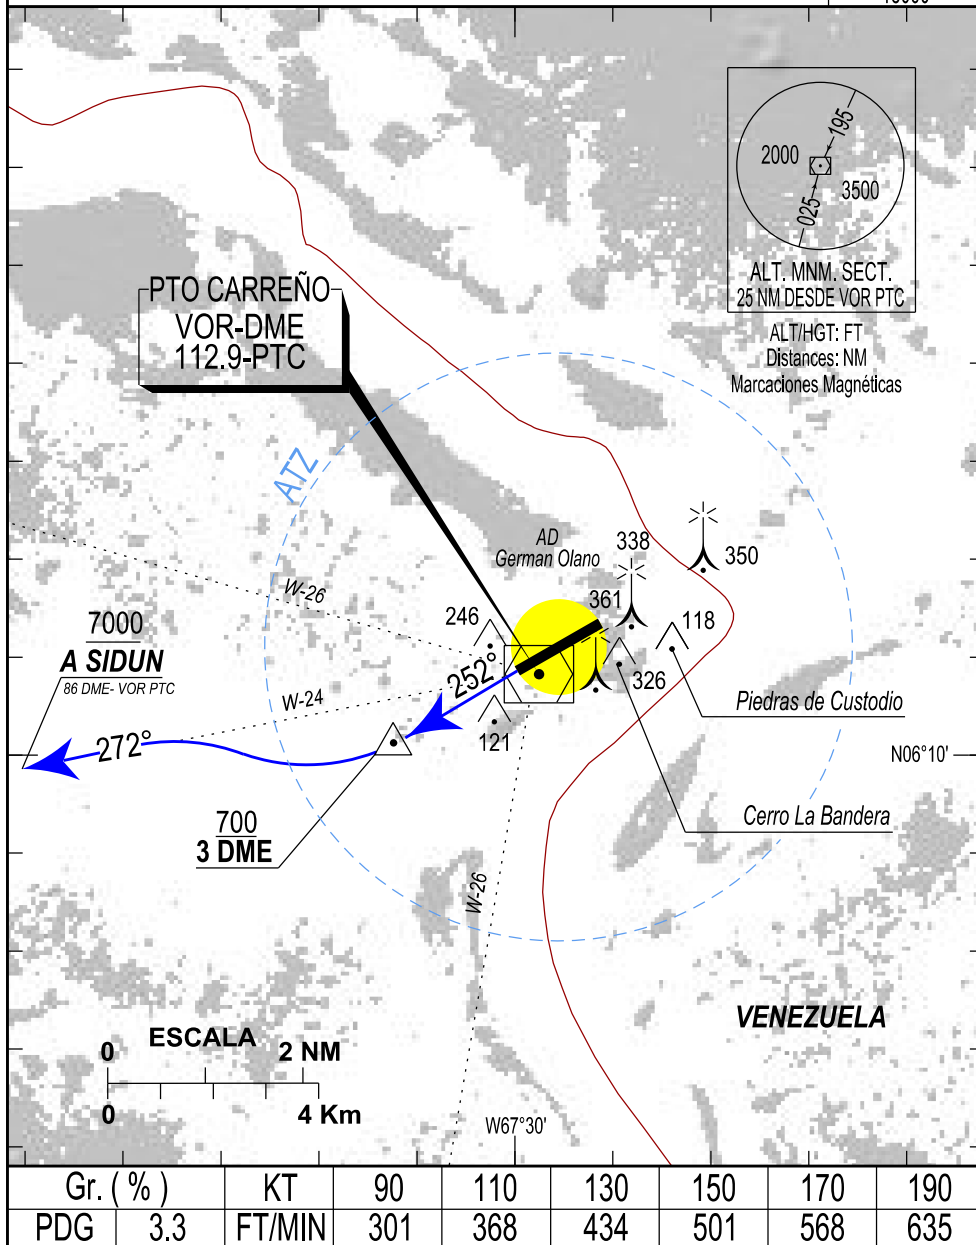 195
2000
3500
025
ALT. MNM. SECT.
25 NM DESDE VOR PTC
ALT/HGT: FT
Distances: NM
Marcaciones Magnéticas
PTO CARREÑO
VOR-DME
112.9-PTC
ATZ
AD
German Olano
338
350
W-26
361
246
118
7000
A SIDUN
86 DME- VOR PTC
252°
326
W-24
Piedras de Custodio
121
272°
N06°10'
700
3 DME
Cerro La Bandera
W-26
VENEZUELA
ESCALA
0 2 NM
0 4 Km
W67°30'
Gr. ( % ) KT 90 110 130 150 170 190
PDG 3.3 FT/MIN 301 368 434 501 568 635